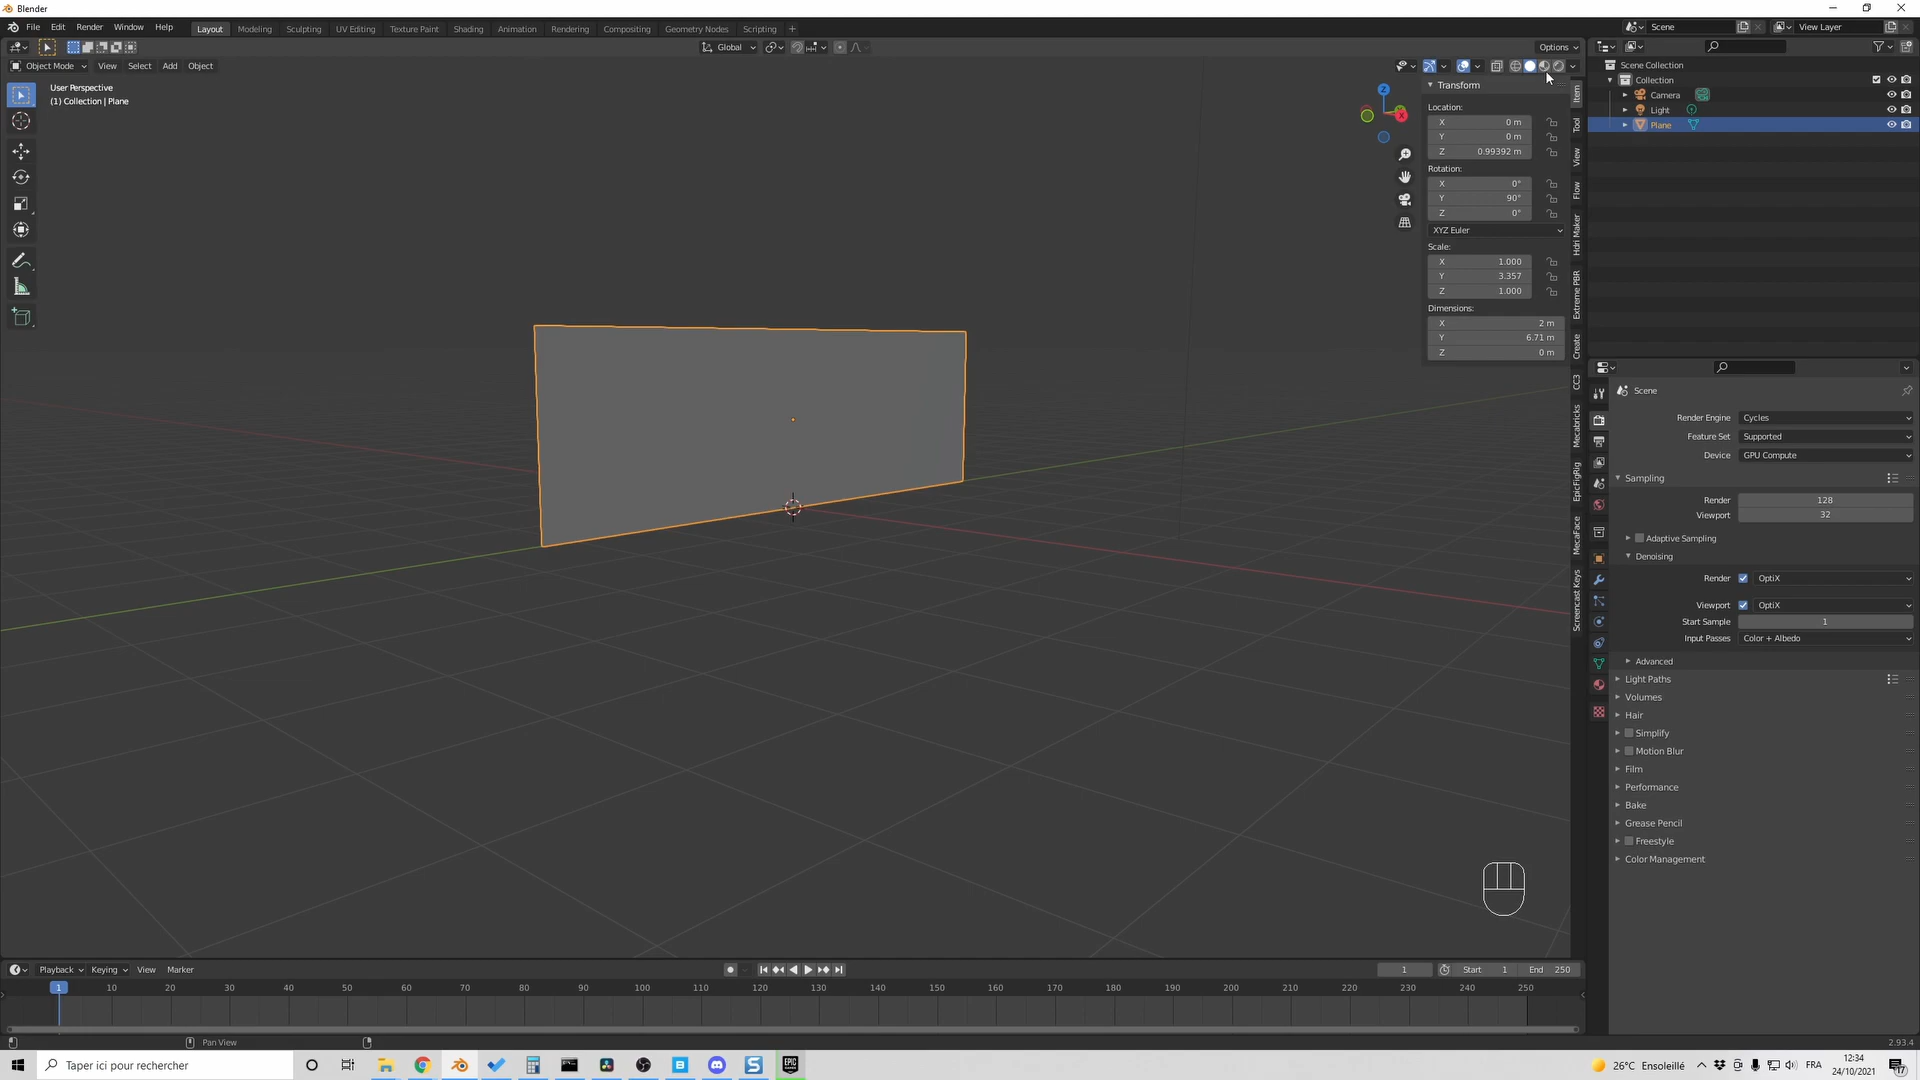 Blender
File Edit Render Window Help
Layout Modeling Sculpting UV Editing Texture Paint Shading Animation Rendering Compositing Geometry Nodes Scripting +
Scene
View Layer
Global
Options
Object Mode View Select Add Object
User Perspective
(1) Collection | Plane
Z
X
Transform
Location:
X 0 m
Y 0 m
Z 0.99392 m
Rotation:
X 0°
Y 90°
Z 0°
XYZ Euler
Scale:
X 1.000
Y 3.357
Z 1.000
Dimensions:
X 2 m
Y 6.71 m
Z 0 m
Item
Tool
View
Flow
Hdri Maker
Extreme PBR
Create
CC3
Mecabricks
EpicFigRig
MecaFace
Screencast Keys
Scene Collection
Collection
Camera
Light
Plane
Scene
Render Engine Cycles
Feature Set Supported
Device GPU Compute
Sampling
Render 128
Viewport 32
Adaptive Sampling
Denoising
Render OptiX
Viewport OptiX
Start Sample 1
Input Passes Color + Albedo
Advanced
Light Paths
Volumes
Hair
Simplify
Motion Blur
Film
Performance
Bake
Grease Pencil
Freestyle
Color Management
Playback Keying View Marker
1 Start 1 End 250
1 10 20 30 40 50 60 70 80 90 100 110 120 130 140 150 160 170 180 190 200 210 220 230 240 250
Pan View
2.93.4
Taper ici pour rechercher
EPIC GAMES
26°C Ensoleillé
FRA
12:34
24/10/2021
17